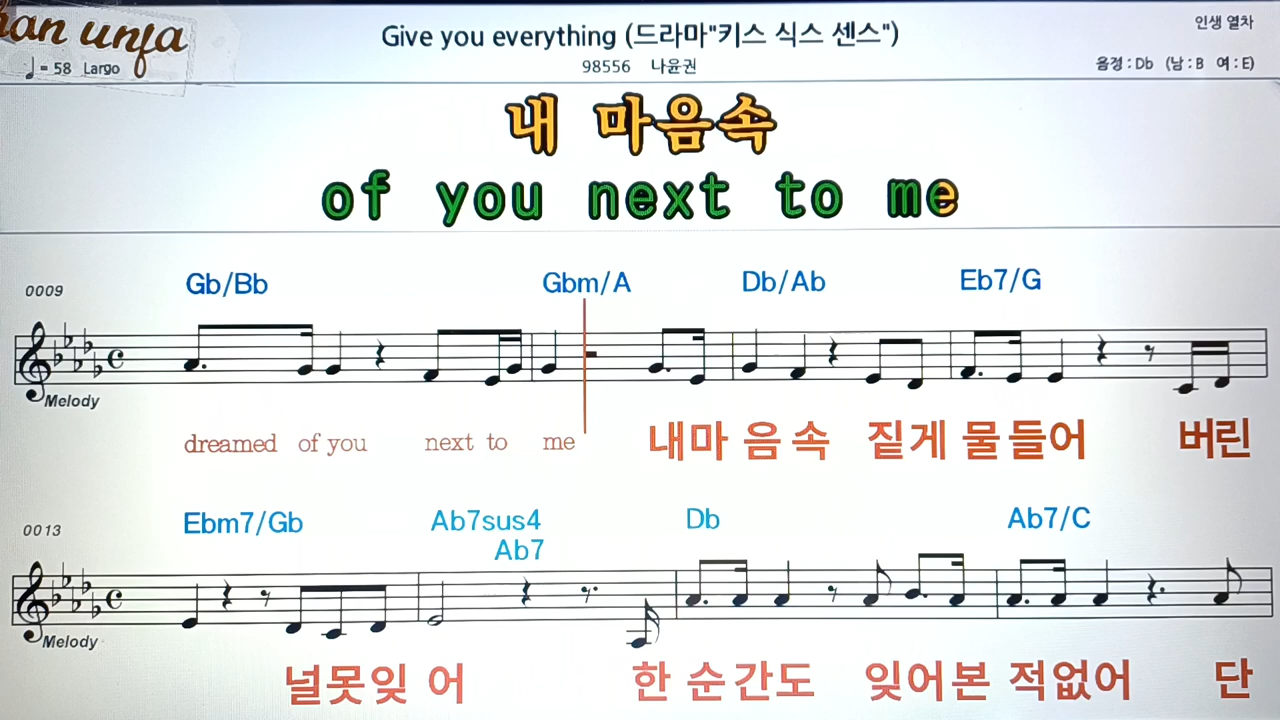 Give you everything (드라마"키스 식스 센스")
인생 열차
♩= 58 Largo
98556 나윤권
음정 : Db (남 : B 여 : E)
내 마음속
of you next to me
0009
Gb/Bb Gbm/A Db/Ab Eb7/G
Melody
dreamed of you next to me 내마 음 속 짙게 물 들어 버린
0013
Ebm7/Gb Ab7sus4 Db Ab7/C
Ab7
Melody
널못잊 어 한 순 간도 잊어본 적없어 단